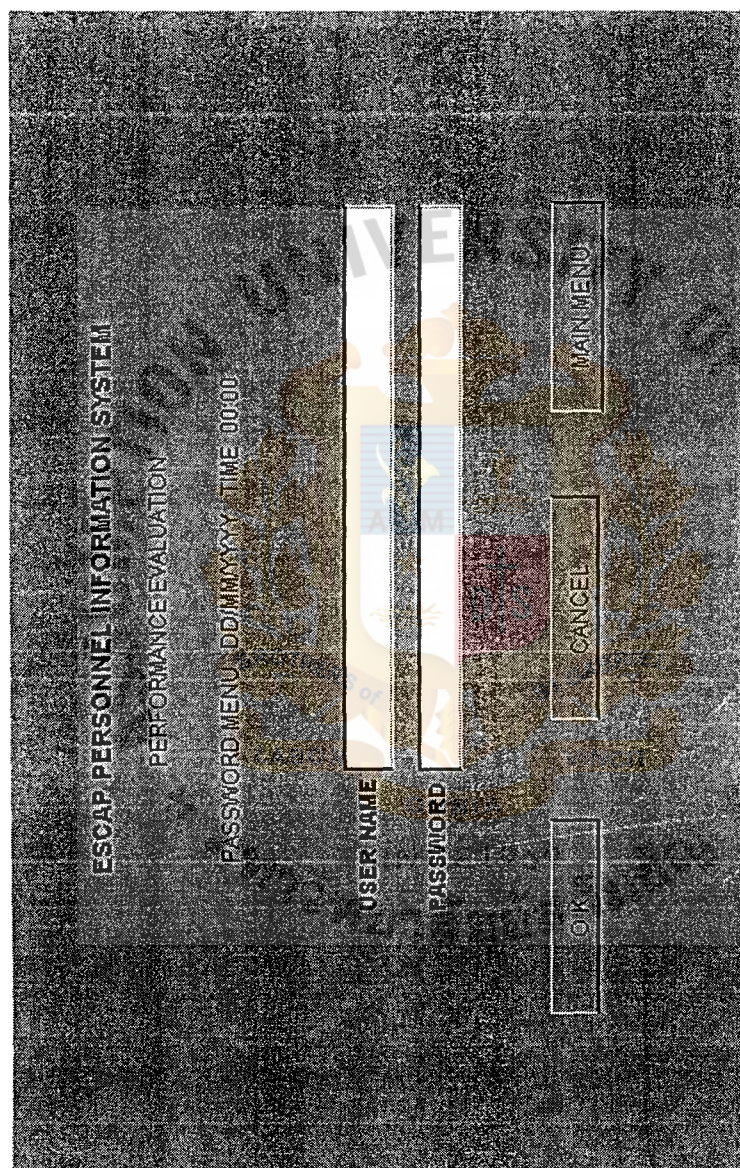 ESCAP PERSONNEL INFORMATION SYSTEM
PERFORMANCE EVALUATION
PASSWORD MENU DD/MM/YYYY TIME 00:00
USER NAME
PASSWORD
OK
CANCEL
MAIN MENU